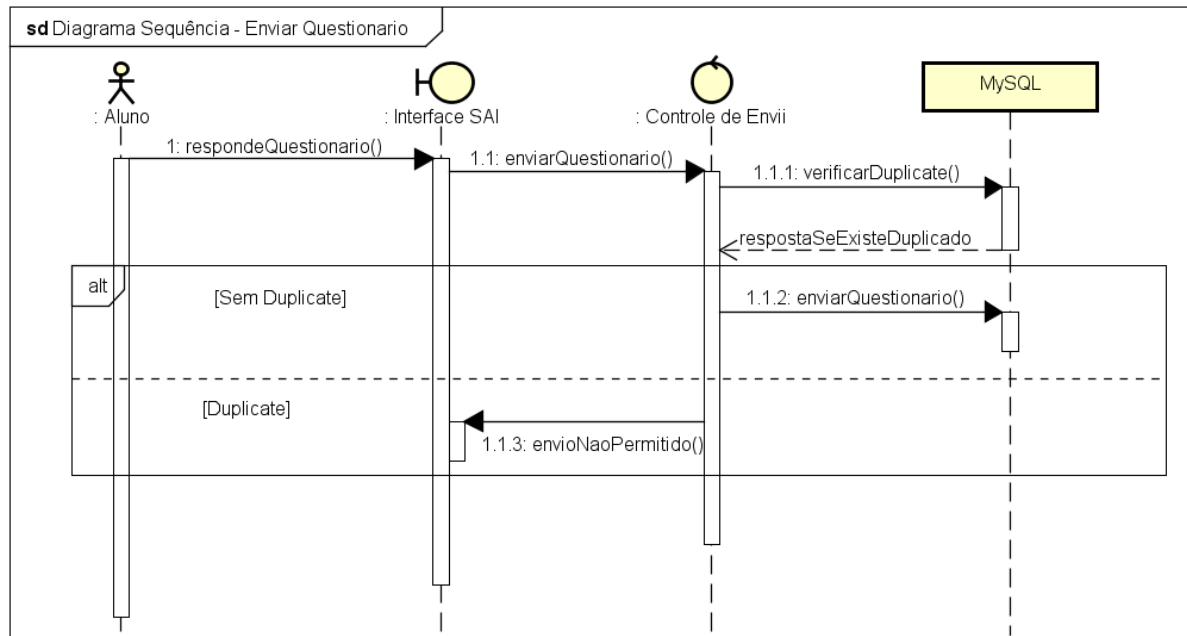 sd Diagrama Sequência - Enviar Questionario
: Aluno
: Interface SAI
: Controle de Envii
MySQL
1: respondeQuestionario()
1.1: enviarQuestionario()
1.1.1: verificarDuplicate()
respostaSeExisteDuplicado
alt
[Sem Duplicate]
1.1.2: enviarQuestionario()
[Duplicate]
1.1.3: envioNaoPermitido()